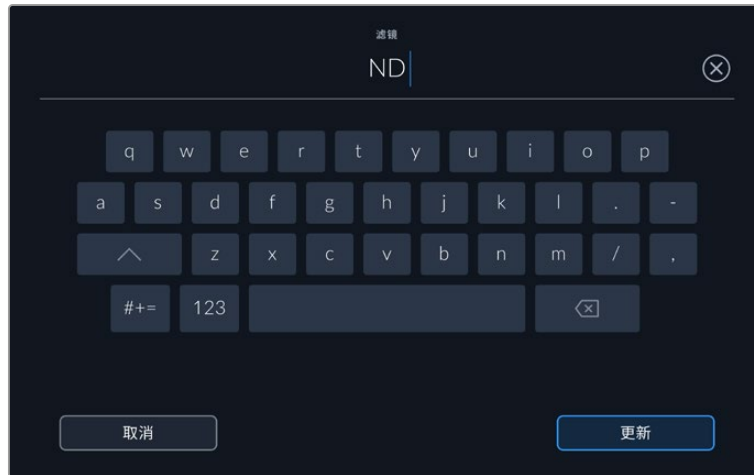 滤镜
ND
q w e r t y u i o p
a s d f g h j k l . -
z x c v b n m / ,
#+= 123
取消 更新